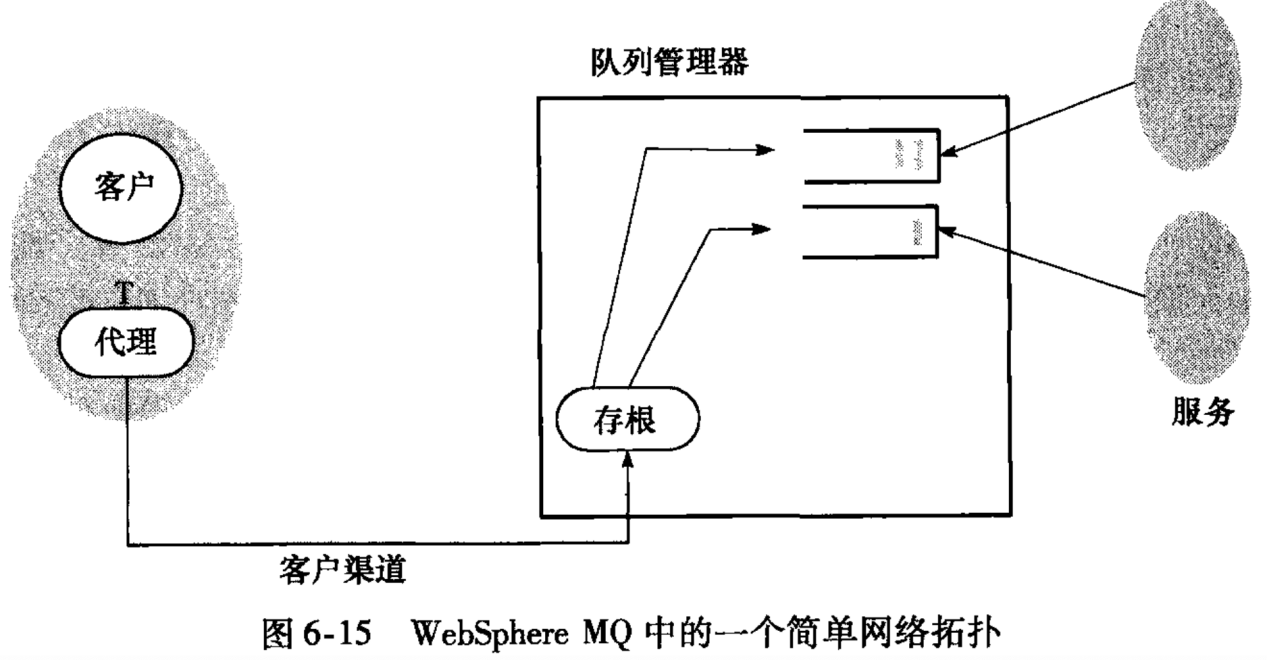 队列管理器
客户
T
代理
存根
服务
客户渠道
图 6-15 WebSphere MQ 中的一个简单网络拓扑